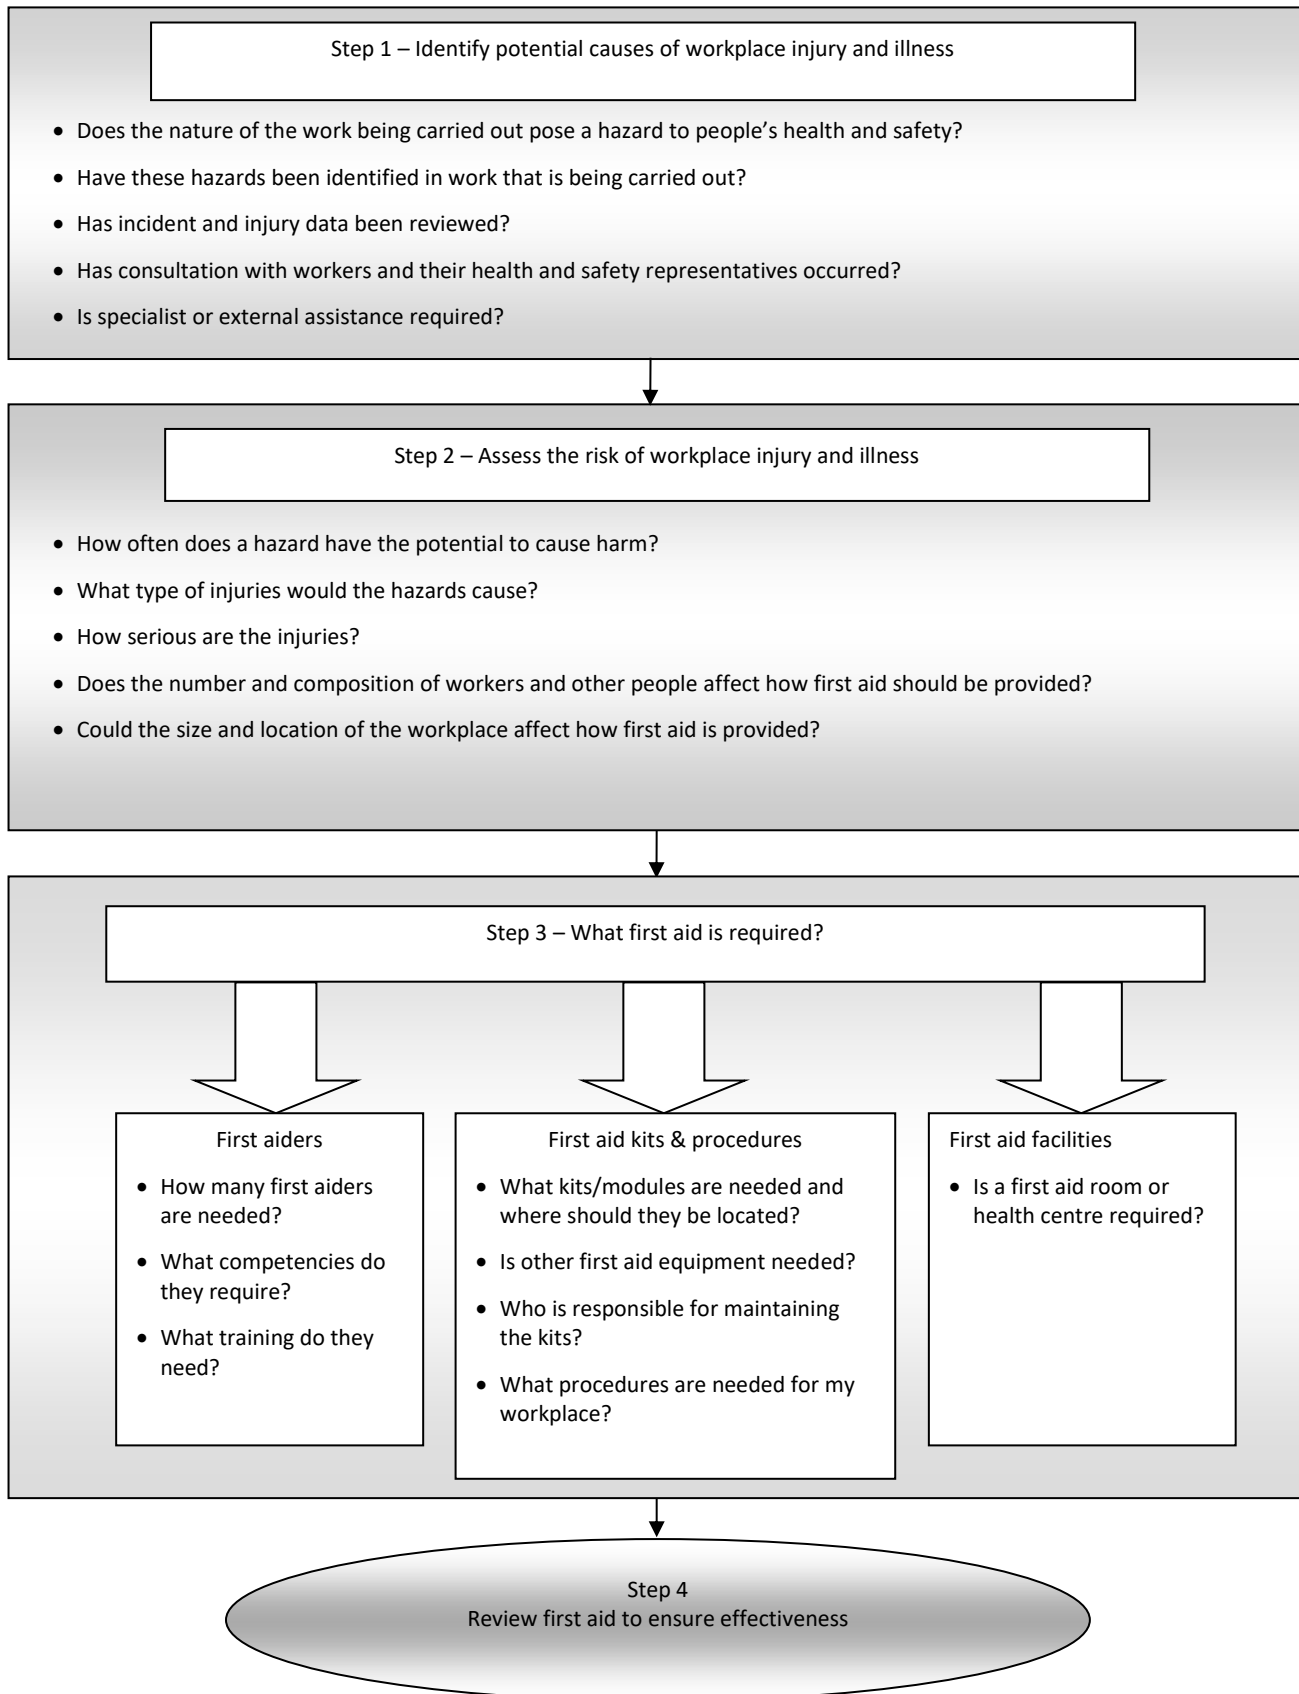 Step 1 – Identify potential causes of workplace injury and illness
• Does the nature of the work being carried out pose a hazard to people’s health and safety?
• Have these hazards been identified in work that is being carried out?
• Has incident and injury data been reviewed?
• Has consultation with workers and their health and safety representatives occurred?
• Is specialist or external assistance required?
Step 2 – Assess the risk of workplace injury and illness
• How often does a hazard have the potential to cause harm?
• What type of injuries would the hazards cause?
• How serious are the injuries?
• Does the number and composition of workers and other people affect how first aid should be provided?
• Could the size and location of the workplace affect how first aid is provided?
Step 3 – What first aid is required?
First aiders
• How many first aiders
are needed?
• What competencies do
they require?
• What training do they
need?
First aid kits & procedures
• What kits/modules are needed and
where should they be located?
• Is other first aid equipment needed?
• Who is responsible for maintaining
the kits?
• What procedures are needed for my
workplace?
First aid facilities
• Is a first aid room or
health centre required?
Step 4
Review first aid to ensure effectiveness